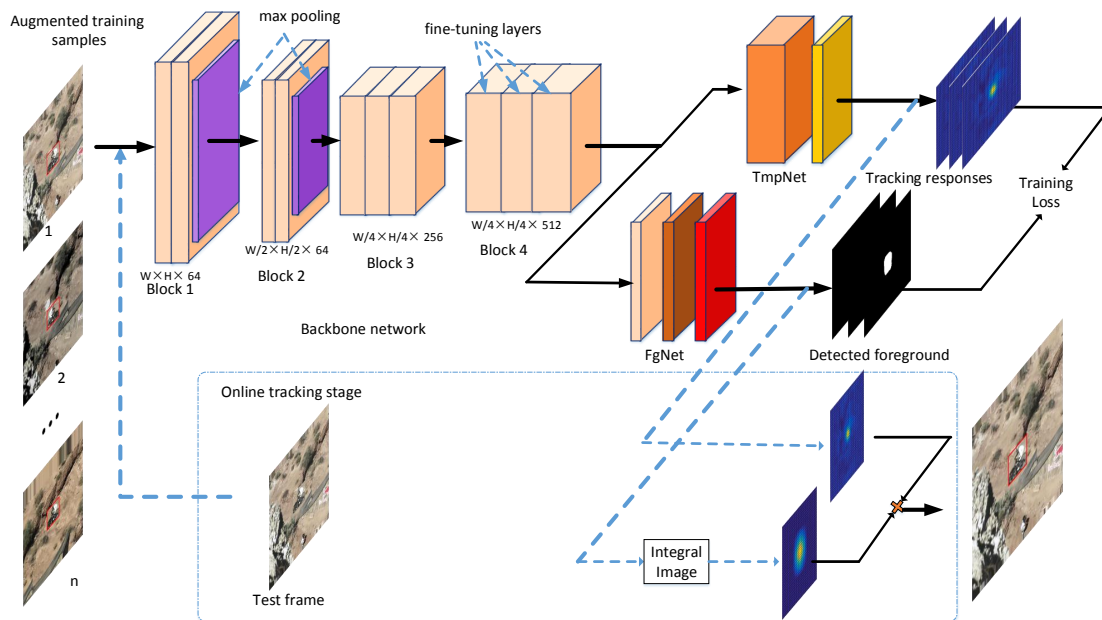 Augmented training
samples
max pooling
fine-tuning layers
1
2
n
W×H× 64
Block 1
W/2×H/2× 64
Block 2
W/4×H/4× 256
Block 3
W/4×H/4× 512
Block 4
Backbone network
TmpNet
FgNet
Tracking responses
Training
Loss
Detected foreground
Online tracking stage
Test frame
Integral
Image